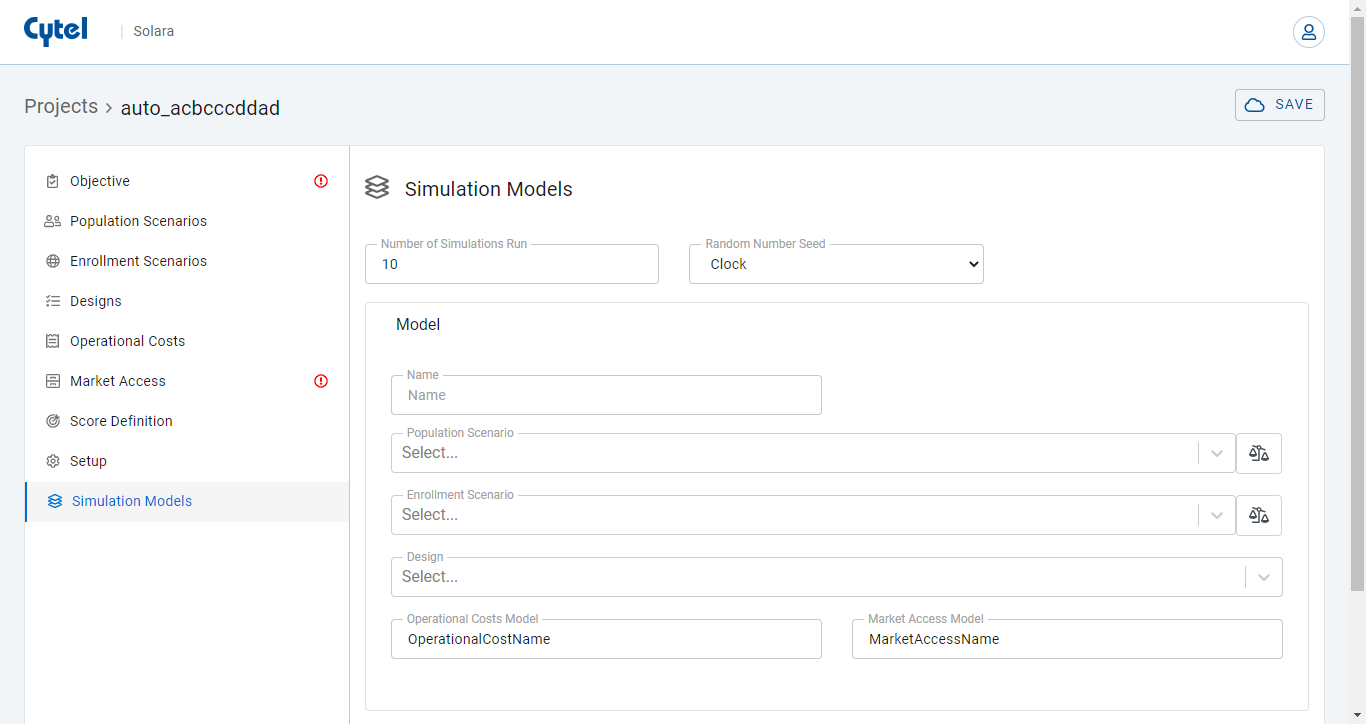 Cytel | Solara
Projects > auto_acbcccddad
SAVE
Objective
Population Scenarios
Enrollment Scenarios
Designs
Operational Costs
Market Access
Score Definition
Setup
Simulation Models
Simulation Models
Number of Simulations Run
10
Random Number Seed
Clock
Model
Name
Name
Population Scenario
Select...
Enrollment Scenario
Select...
Design
Select...
Operational Costs Model
OperationalCostName
Market Access Model
MarketAccessName